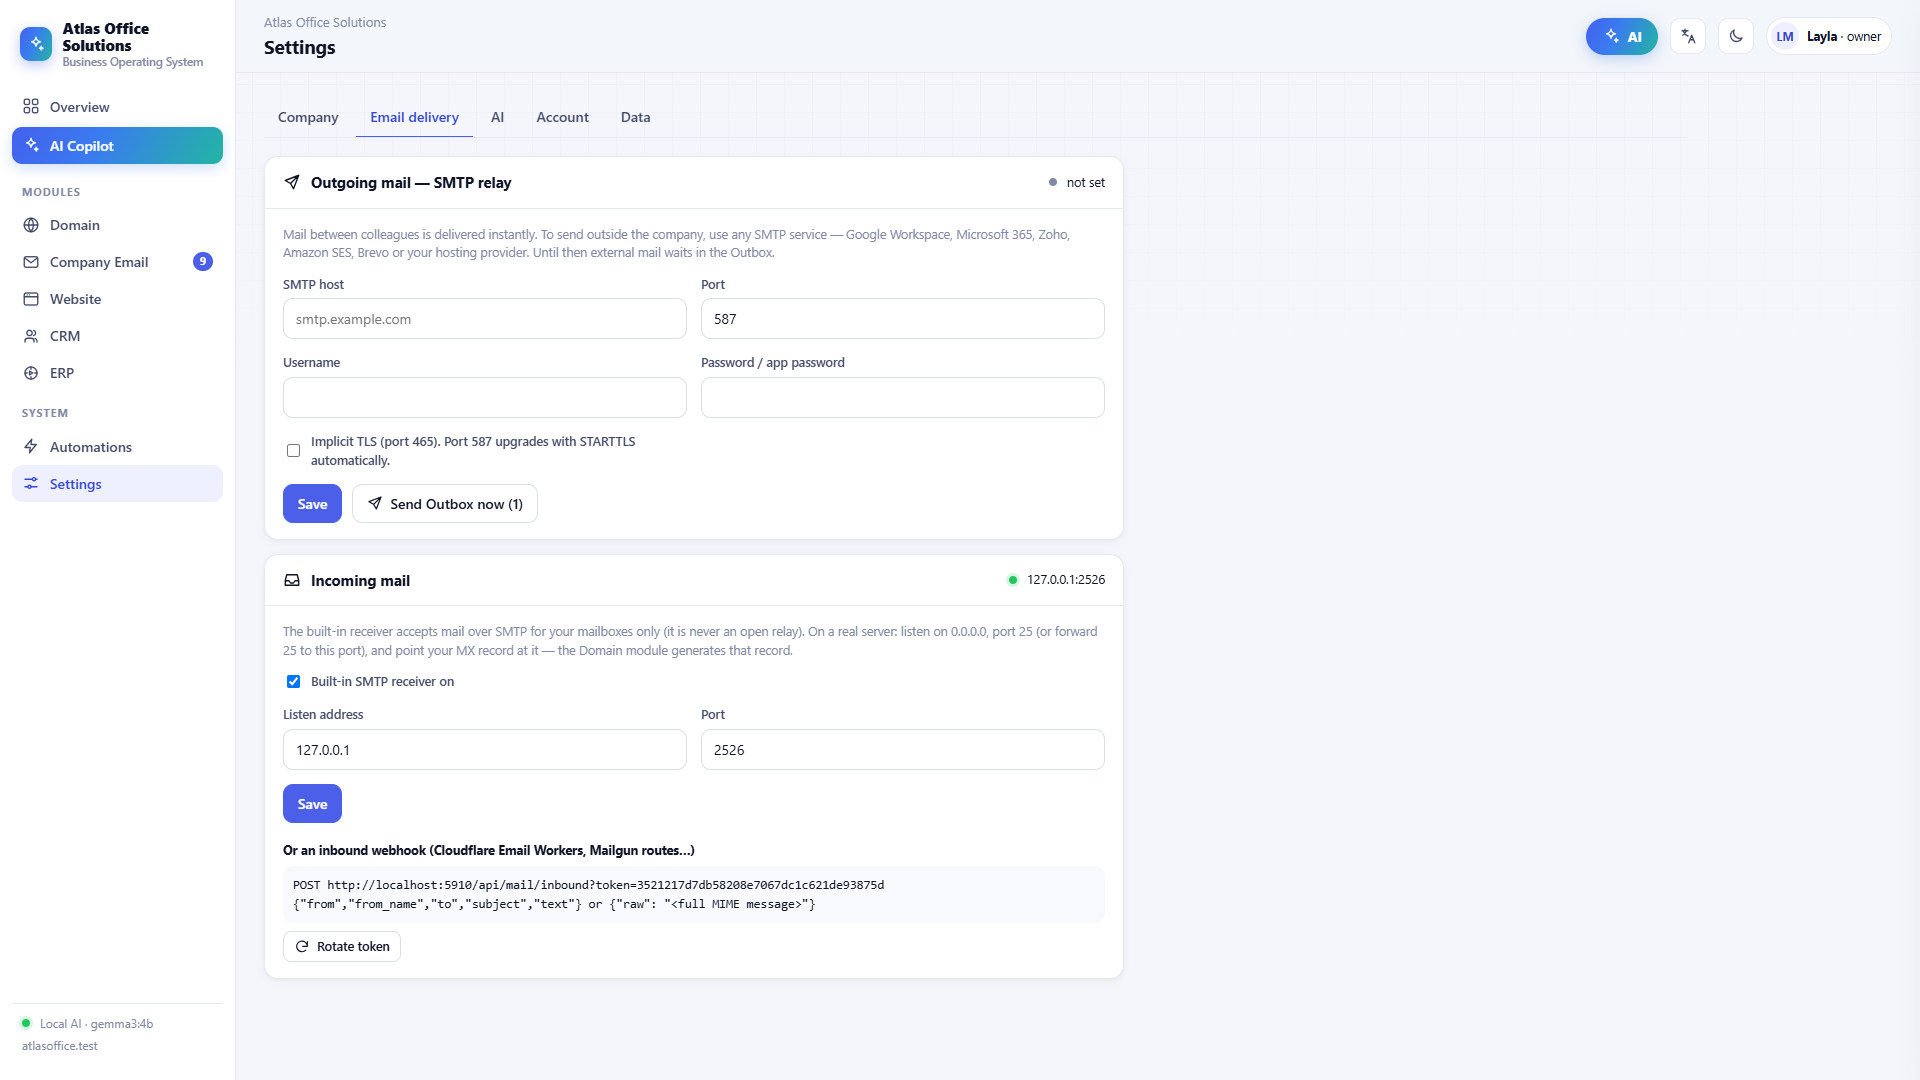 Atlas Office Solutions
Business Operating System
Overview
AI Copilot
MODULES
Domain
Company Email 9
Website
CRM
ERP
SYSTEM
Automations
Settings
Local AI · gemma3:4b
atlasoffice.test
Atlas Office Solutions
Settings
AI
LM Layla · owner
Company Email delivery AI Account Data
Outgoing mail — SMTP relay
not set
Mail between colleagues is delivered instantly. To send outside the company, use any SMTP service — Google Workspace, Microsoft 365, Zoho,
Amazon SES, Brevo or your hosting provider. Until then external mail waits in the Outbox.
SMTP host Port
smtp.example.com 587
Username Password / app password
Implicit TLS (port 465). Port 587 upgrades with STARTTLS
automatically.
Save Send Outbox now (1)
Incoming mail
127.0.0.1:2526
The built-in receiver accepts mail over SMTP for your mailboxes only (it is never an open relay). On a real server: listen on 0.0.0.0, port 25 (or forward
25 to this port), and point your MX record at it — the Domain module generates that record.
Built-in SMTP receiver on
Listen address Port
127.0.0.1 2526
Save
Or an inbound webhook (Cloudflare Email Workers, Mailgun routes...)
POST http://localhost:5910/api/mail/inbound?token=3521217d7db58208e7067dc1c621de93875d
{"from","from_name","to","subject","text"} or {"raw": "<full MIME message>"}
Rotate token